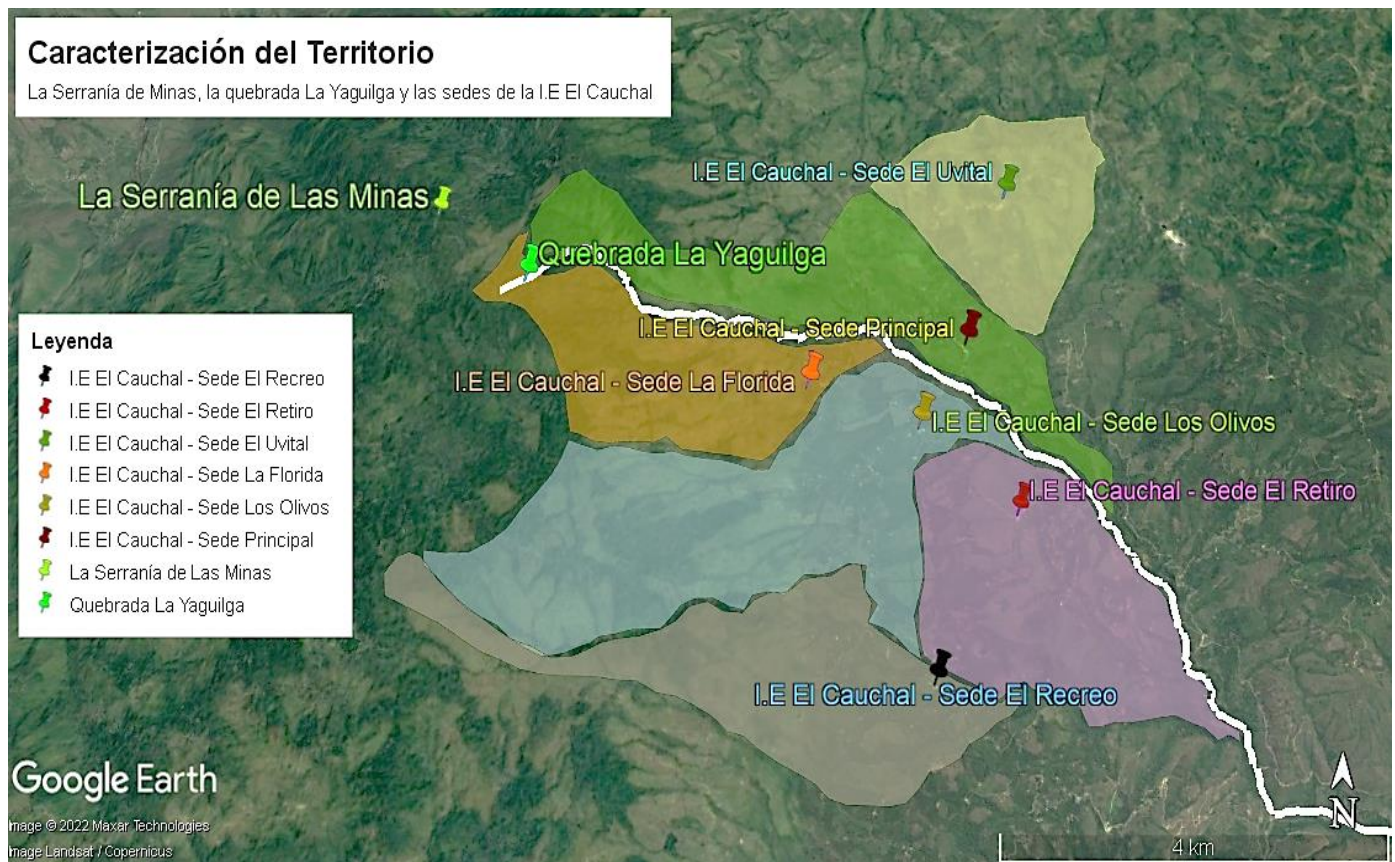 Caracterización del Territorio
La Serranía de Minas, la quebrada La Yaguilga y las sedes de la I.E El Cauchal
I.E El Cauchal - Sede El Uvital
La Serranía de Las Minas
Quebrada La Yaguilga
I.E El Cauchal - Sede Principal
I.E El Cauchal - Sede La Florida
I.E El Cauchal - Sede Los Olivos
I.E El Cauchal - Sede El Retiro
I.E El Cauchal - Sede El Recreo
Leyenda
I.E El Cauchal - Sede El Recreo
I.E El Cauchal - Sede El Retiro
I.E El Cauchal - Sede El Uvital
I.E El Cauchal - Sede La Florida
I.E El Cauchal - Sede Los Olivos
I.E El Cauchal - Sede Principal
La Serranía de Las Minas
Quebrada La Yaguilga
Google Earth
Image © 2022 Maxar Technologies
Image Landsat / Copernicus
N
4 km